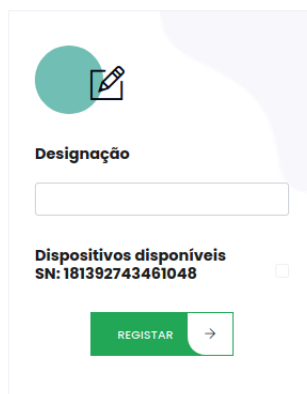 Designação
Dispositivos disponíveis
SN: 181392743461048
REGISTAR